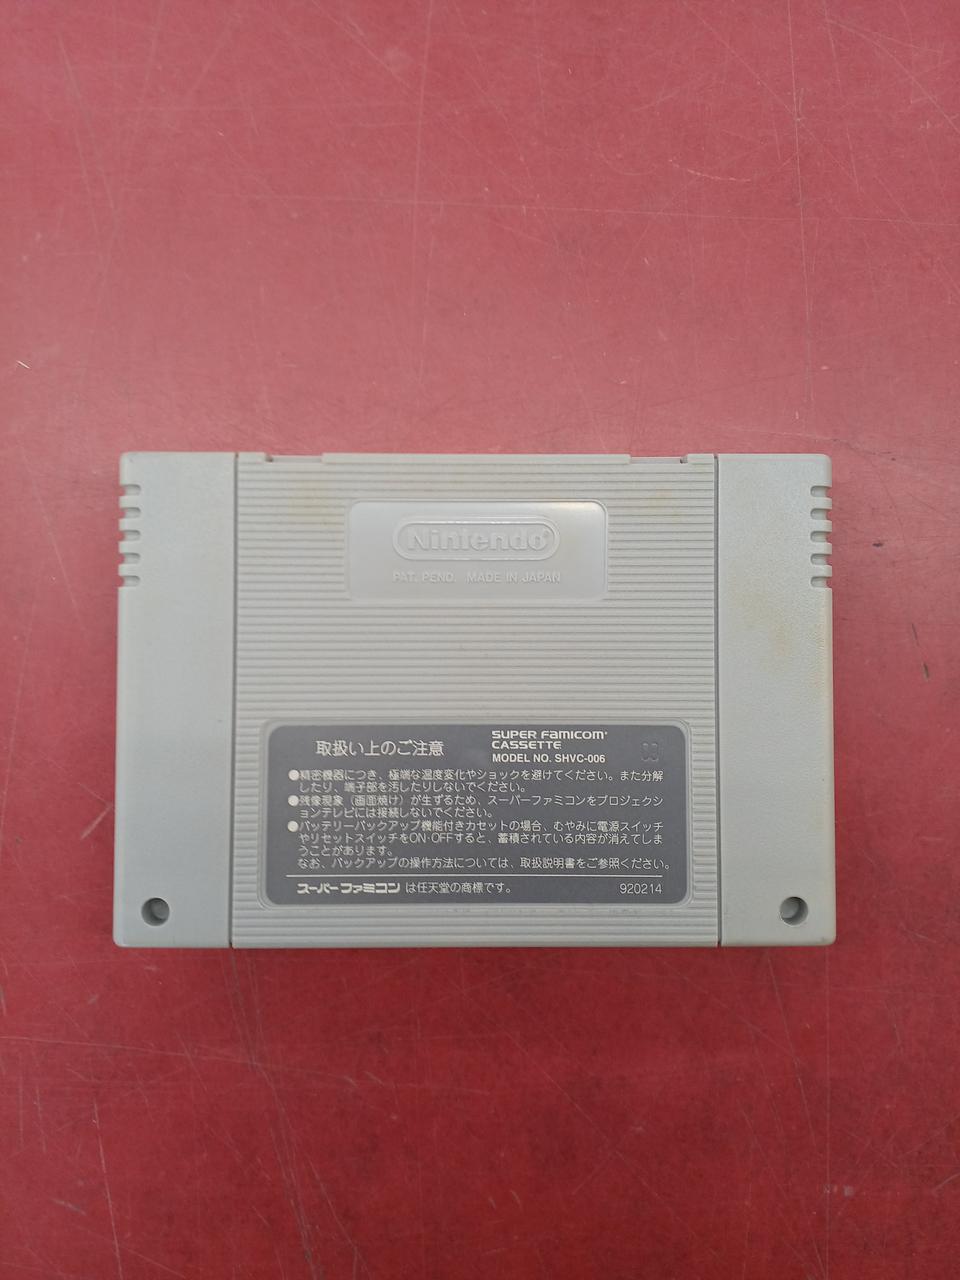 Nintendo
PAT. PEND. MADE IN JAPAN
取扱い上のご注意
SUPER FAMICOM
CASSETTE
MODEL NO. SHVC-006
●精密機器につき、極端な温度変化やショックを避けてください。また分解
したり、端子部を汚したりしないでください。
●残像現象（画面焼け）が生ずるため、スーパーファミコンをプロジェクシ
ョンテレビには接続しないでください。
●バッテリーバックアップ機能付きカセットの場合、むやみに電源スイッチ
やリセットスイッチをON・OFFすると、蓄積されている内容が消えてしま
うことがあります。
なお、バックアップの操作方法については、取扱説明書をご参照ください。
スーパーファミコン は任天堂の商標です。
920214